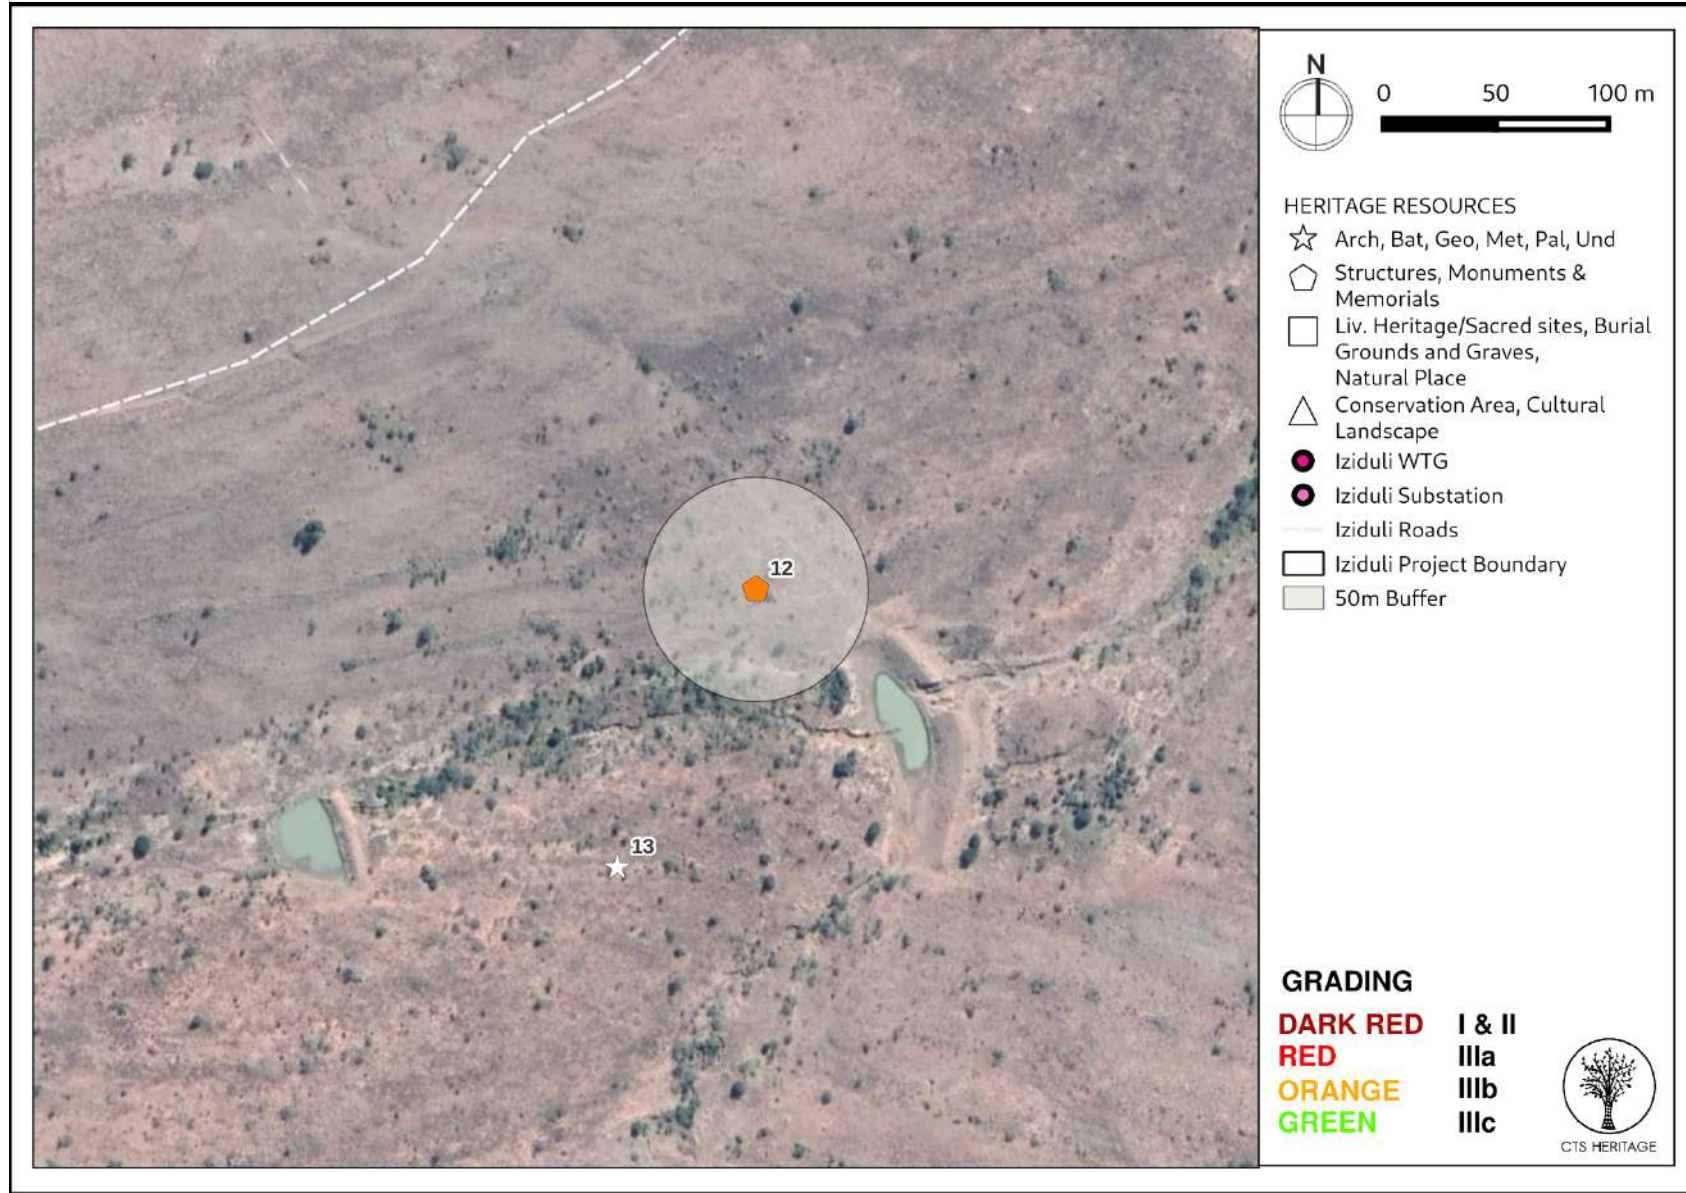 N
0 50 100 m
HERITAGE RESOURCES
Arch, Bat, Geo, Met, Pal, Und
Structures, Monuments &
Memorials
Liv. Heritage/Sacred sites, Burial
Grounds and Graves,
Natural Place
Conservation Area, Cultural
Landscape
Iziduli WTG
Iziduli Substation
Iziduli Roads
Iziduli Project Boundary
50m Buffer
12
13
GRADING
DARK RED I & II
RED IIIa
ORANGE IIIb
GREEN IIIc
CTS HERITAGE